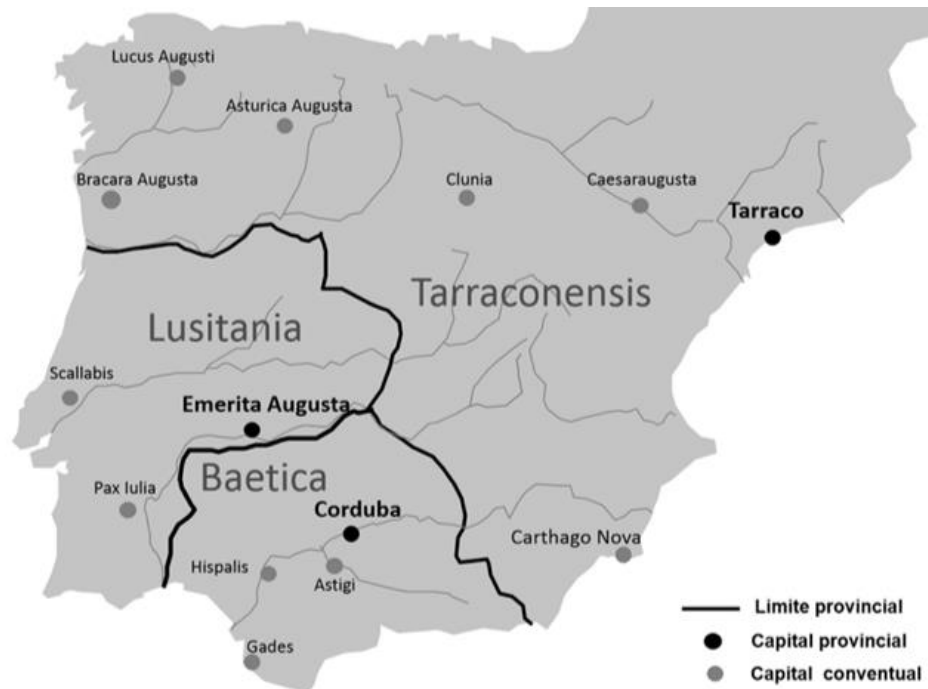 Lucus Augusti
Asturica Augusta
Bracara Augusta
Clunia
Caesaraugusta
Tarraco
Tarraconensis
Lusitania
Scallabis
Emerita Augusta
Baetica
Pax Iulia
Corduba
Carthago Nova
Hispalis
Astigi
Gades
Limite provincial
Capital provincial
Capital conventual